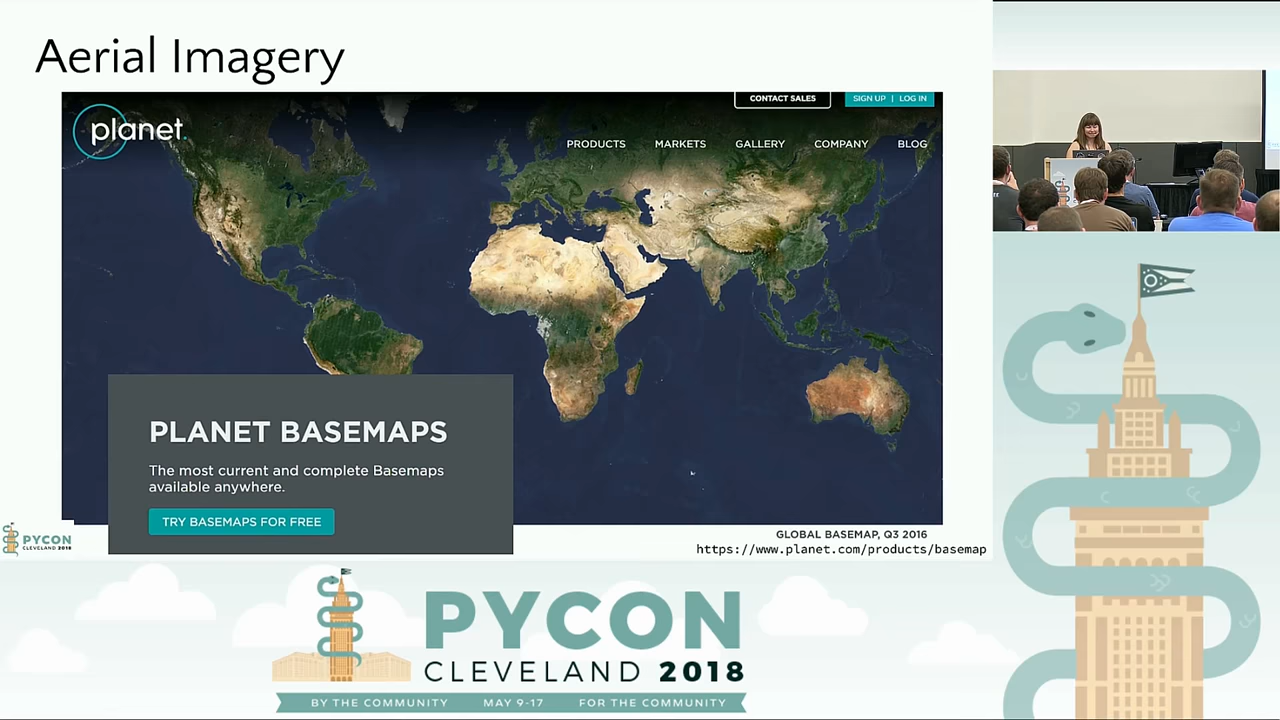 Aerial Imagery
planet.
CONTACT SALES
SIGN UP | LOG IN
PRODUCTS MARKETS GALLERY COMPANY BLOG
PLANET BASEMAPS
The most current and complete Basemaps
available anywhere.
TRY BASEMAPS FOR FREE
GLOBAL BASEMAP, Q3 2016
https://www.planet.com/products/basemap
PYCON
CLEVELAND 2018
PYCON
CLEVELAND 2018
BY THE COMMUNITY MAY 9-17 FOR THE COMMUNITY